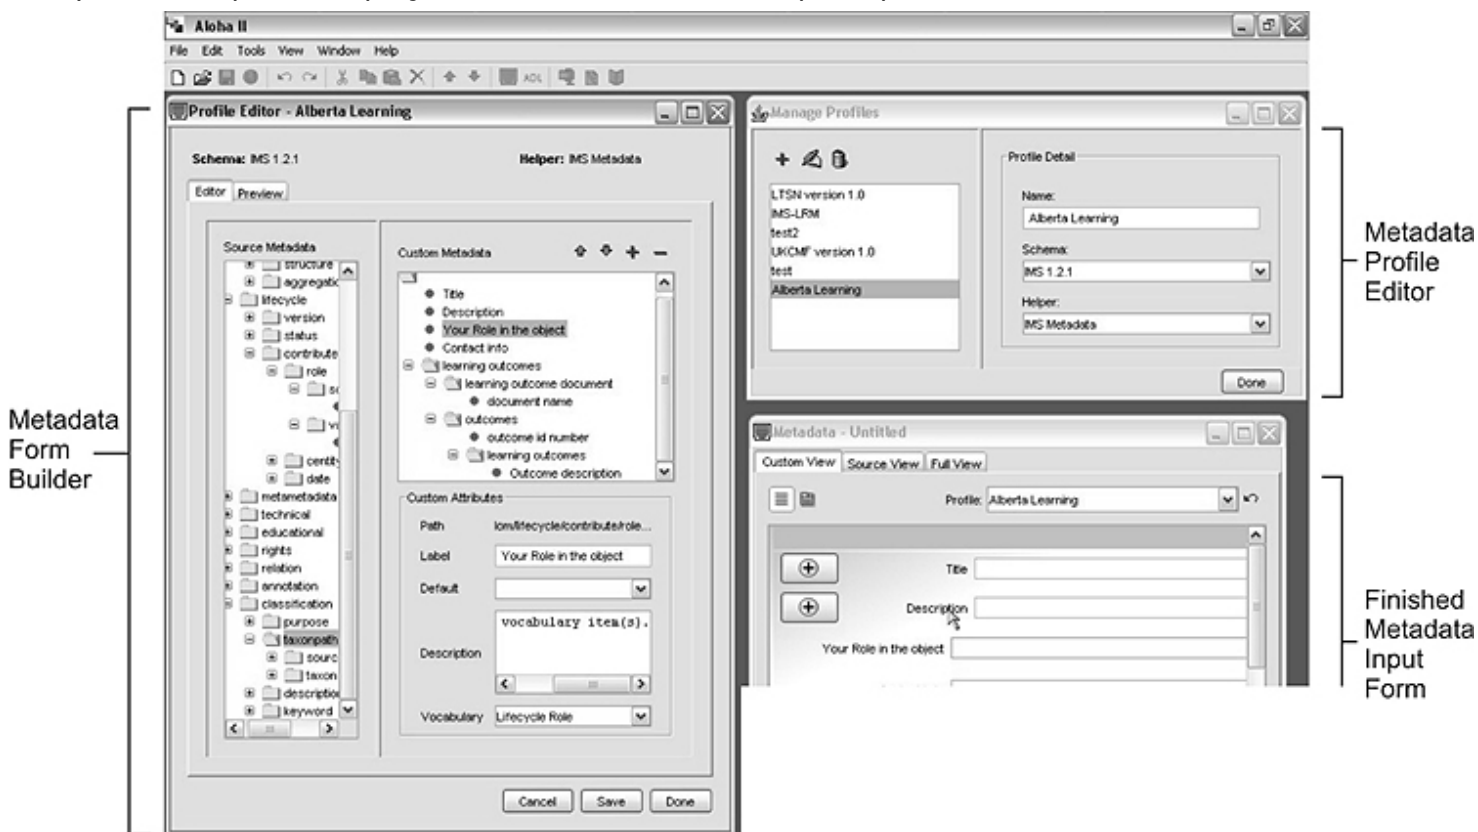 Aloha II
File Edit Tools View Window Help
ADL
Profile Editor - Alberta Learning
Schema: IMS 1.2.1
Helper: IMS Metadata
Editor Preview
Source Metadata
structure
aggregatic
lifecycle
version
status
contribute
role
centity
date
metametadata
technical
educational
rights
relation
annotation
classification
purpose
taxonpath
sourc
taxon
description
keyword
Custom Metadata
Title
Description
Your Role in the object
Contact info
learning outcomes
learning outcome document
document name
outcomes
outcome id number
learning outcomes
Outcome description
Custom Attributes
Path lom/lifecycle/contribute/role...
Label Your Role in the object
Default
vocabulary item(s).
Description
Vocabulary Lifecycle Role
Cancel Save Done
Manage Profiles
LTSN version 1.0
IMS-LRM
test2
UKCMF version 1.0
test
Alberta Learning
Profile Detail
Name:
Alberta Learning
Schema:
IMS 1.2.1
Helper:
IMS Metadata
Done
Metadata - Untitled
Custom View Source View Full View
Profile: Alberta Learning
Title
Description
Your Role in the object
Metadata
Form
Builder
Metadata
Profile
Editor
Finished
Metadata
Input
Form